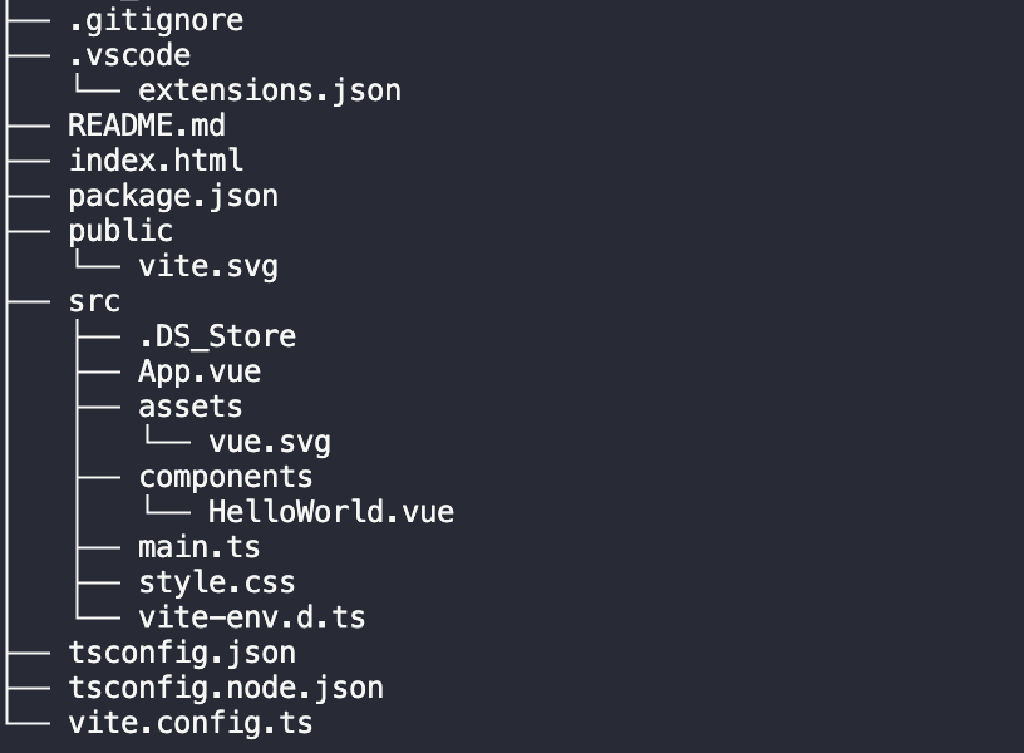 ├── .gitignore
├── .vscode
│   └── extensions.json
├── README.md
├── index.html
├── package.json
├── public
│   └── vite.svg
├── src
│   ├── .DS_Store
│   ├── App.vue
│   ├── assets
│   │   └── vue.svg
│   ├── components
│   │   └── HelloWorld.vue
│   ├── main.ts
│   ├── style.css
│   └── vite-env.d.ts
├── tsconfig.json
├── tsconfig.node.json
└── vite.config.ts